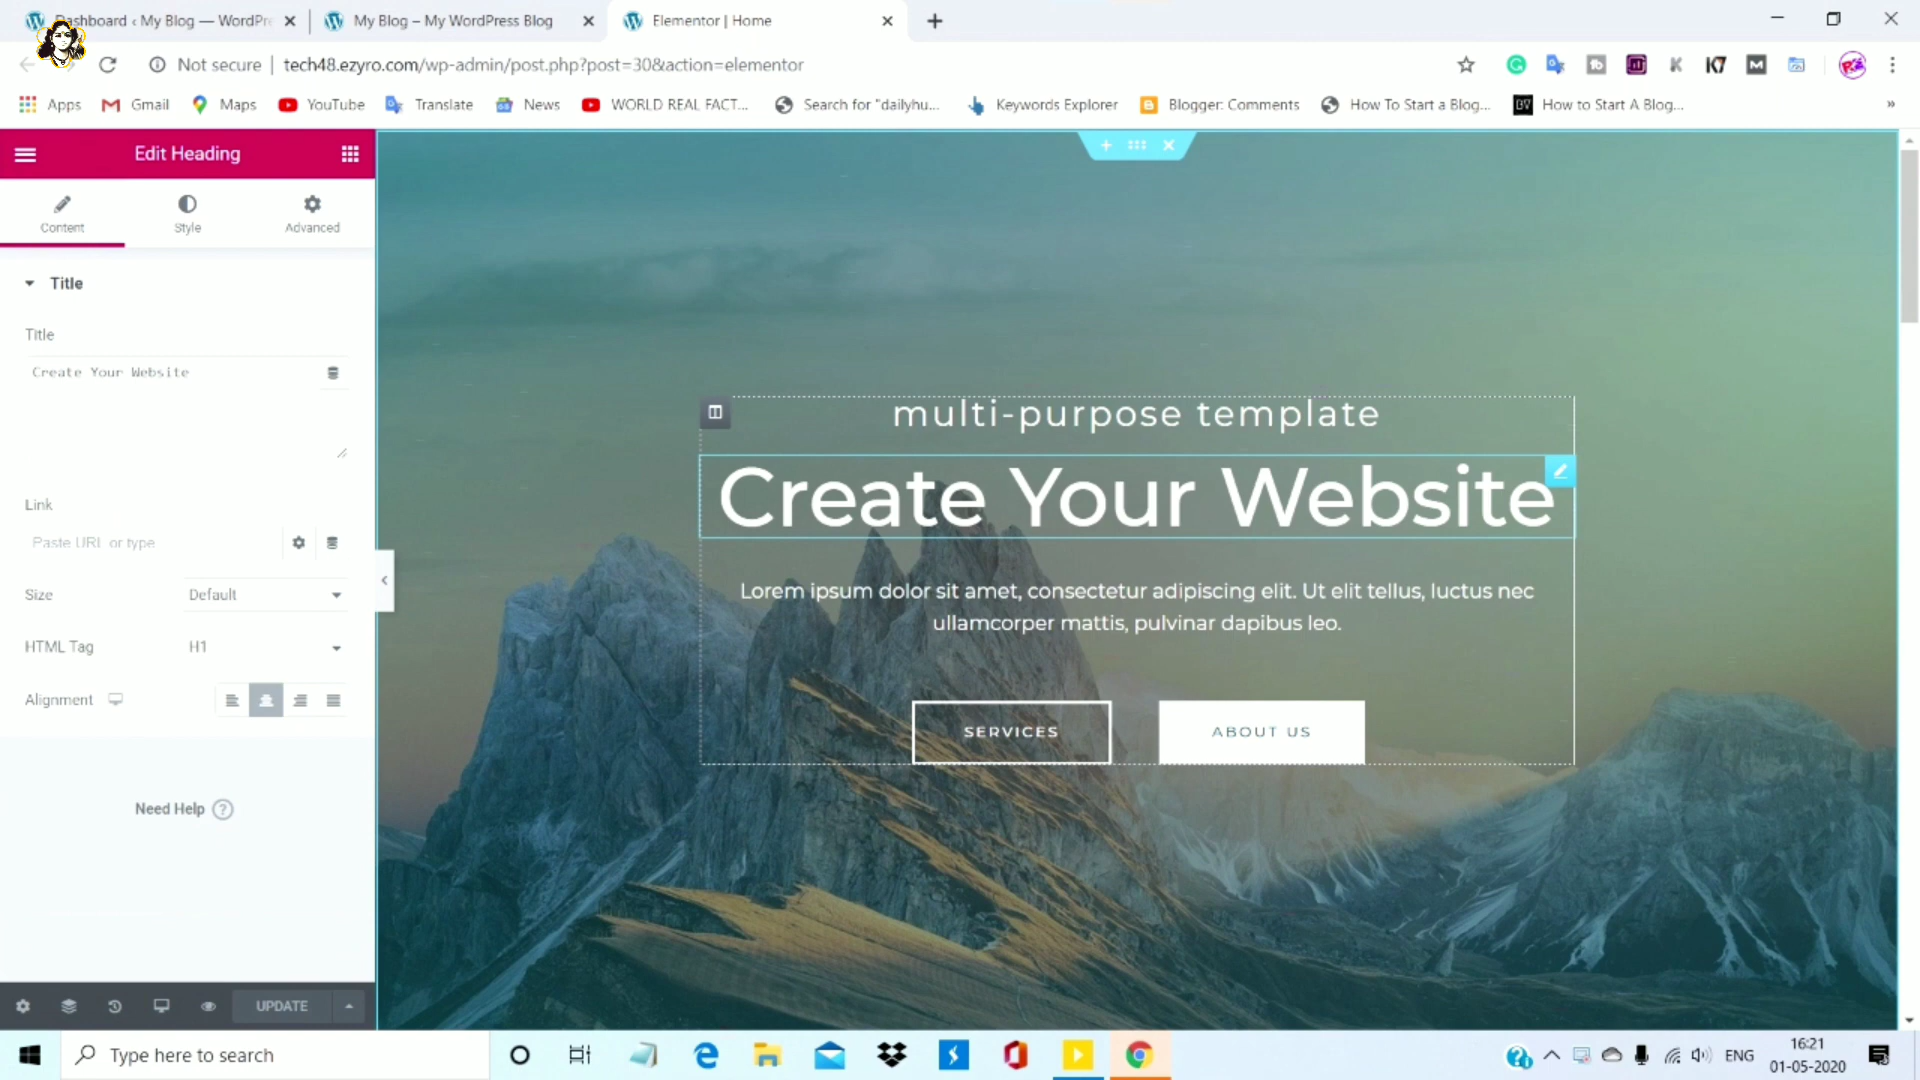 Dashboard ‹ My Blog — WordPre
My Blog – My WordPress Blog
Elementor | Home
Not secure
tech48.ezyro.com/wp-admin/post.php?post=30&action=elementor
Apps
Gmail
Maps
YouTube
Translate
News
WORLD REAL FACT...
Search for "dailyhu...
Keywords Explorer
Blogger: Comments
How To Start a Blog...
How to Start A Blog...
Edit Heading
Content
Style
Advanced
Title
Title
Create Your Website
Link
Paste URL or type
Size
Default
HTML Tag
H1
Alignment
Need Help
UPDATE
multi-purpose template
Create Your Website
Lorem ipsum dolor sit amet, consectetur adipiscing elit. Ut elit tellus, luctus nec
ullamcorper mattis, pulvinar dapibus leo.
SERVICES
ABOUT US
Type here to search
ENG
16:21
01-05-2020